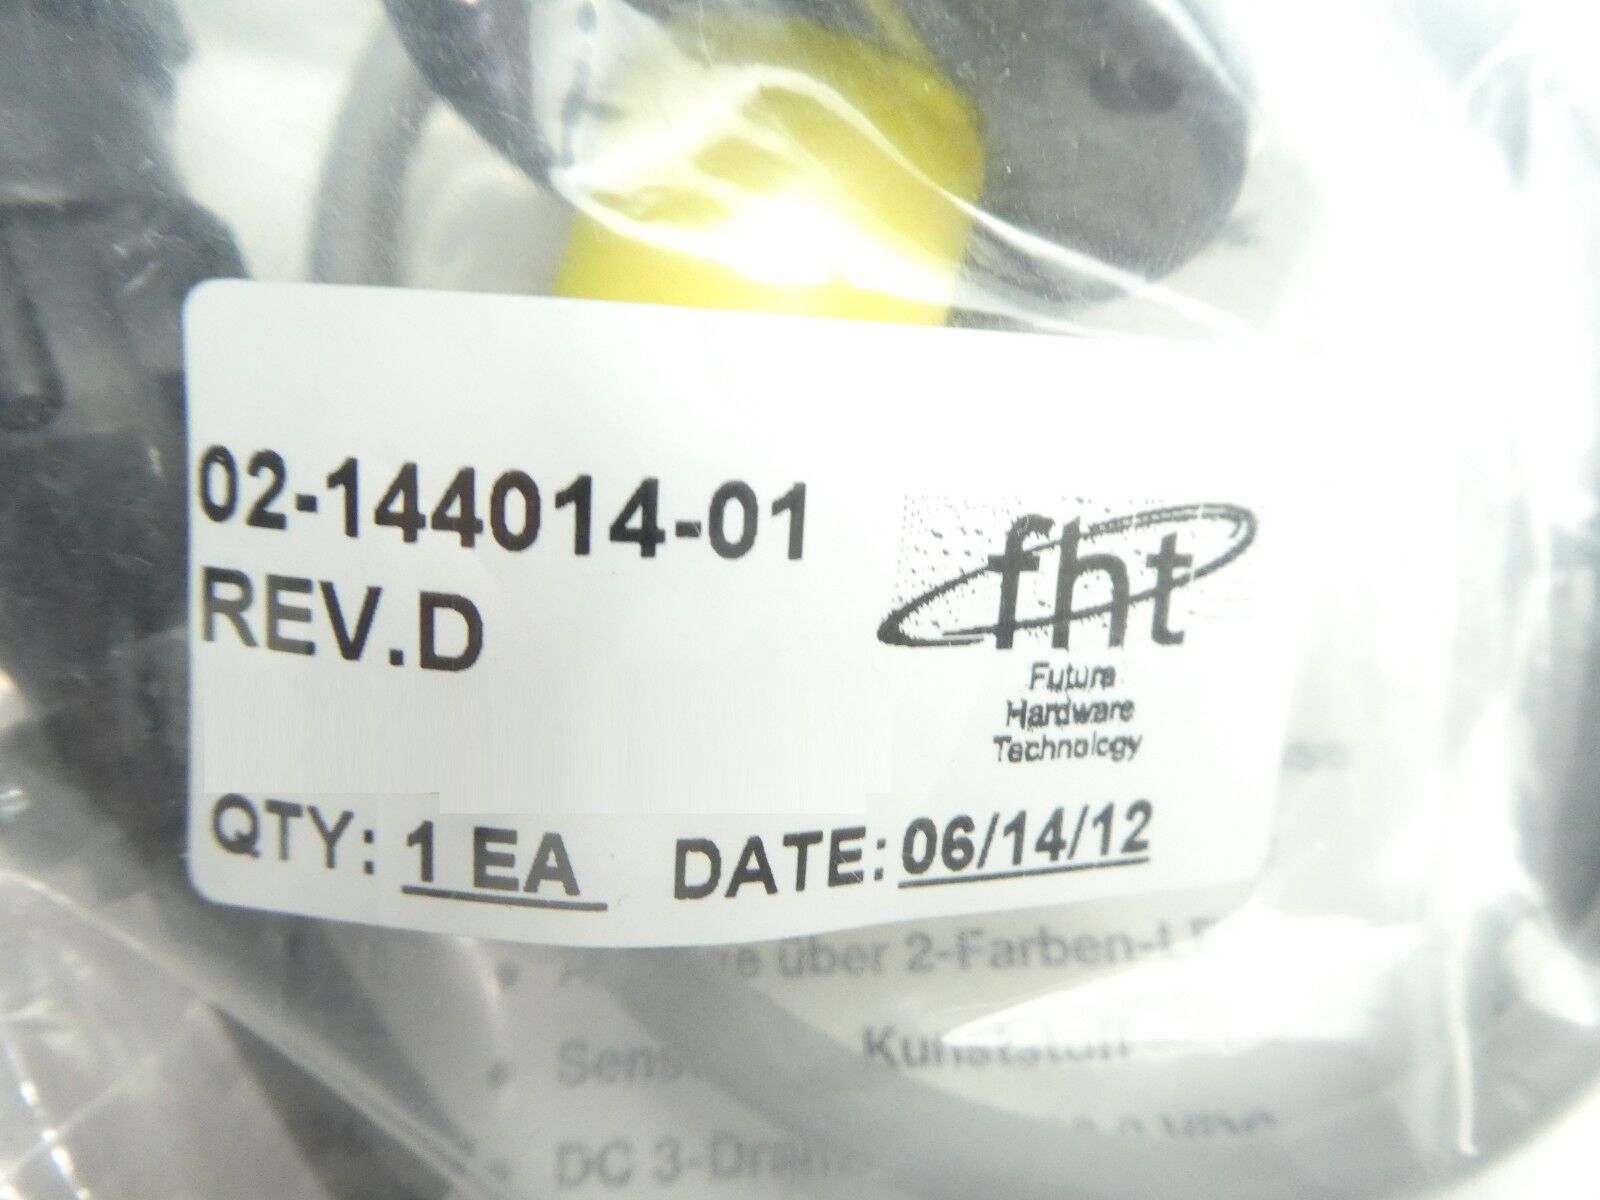 02-144014-01
REV.D
fht
Future
Hardware
Technology
QTY: 1 EA DATE: 06/14/12
über 2-Farben-
Kunststoff
DC 3-